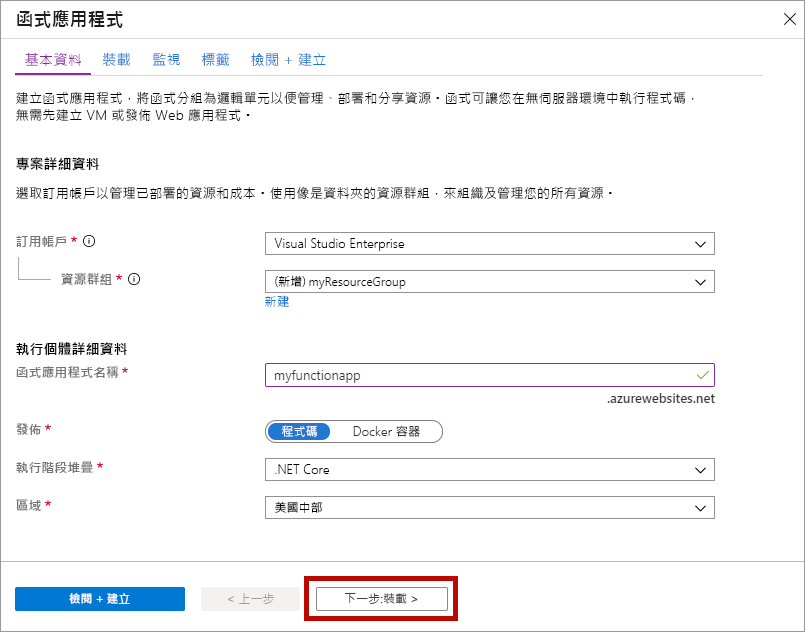 函式應用程式
基本資料 裝載 監視 標籤 檢閱 + 建立
建立函式應用程式，將函式分組為邏輯單元以便管理、部署和分享資源。函式可讓您在無伺服器環境中執行程式碼，
無需先建立 VM 或發佈 Web 應用程式。
專案詳細資料
選取訂用帳戶以管理已部署的資源和成本。使用像是資料夾的資源群組，來組織及管理您的所有資源。
訂用帳戶 * Visual Studio Enterprise
資源群組 * (新增) myResourceGroup
新建
執行個體詳細資料
函式應用程式名稱 * myfunctionapp
.azurewebsites.net
發佈 * 程式碼 Docker 容器
執行階段堆疊 * .NET Core
區域 * 美國中部
檢閱 + 建立 < 上一步 下一步:裝載 >